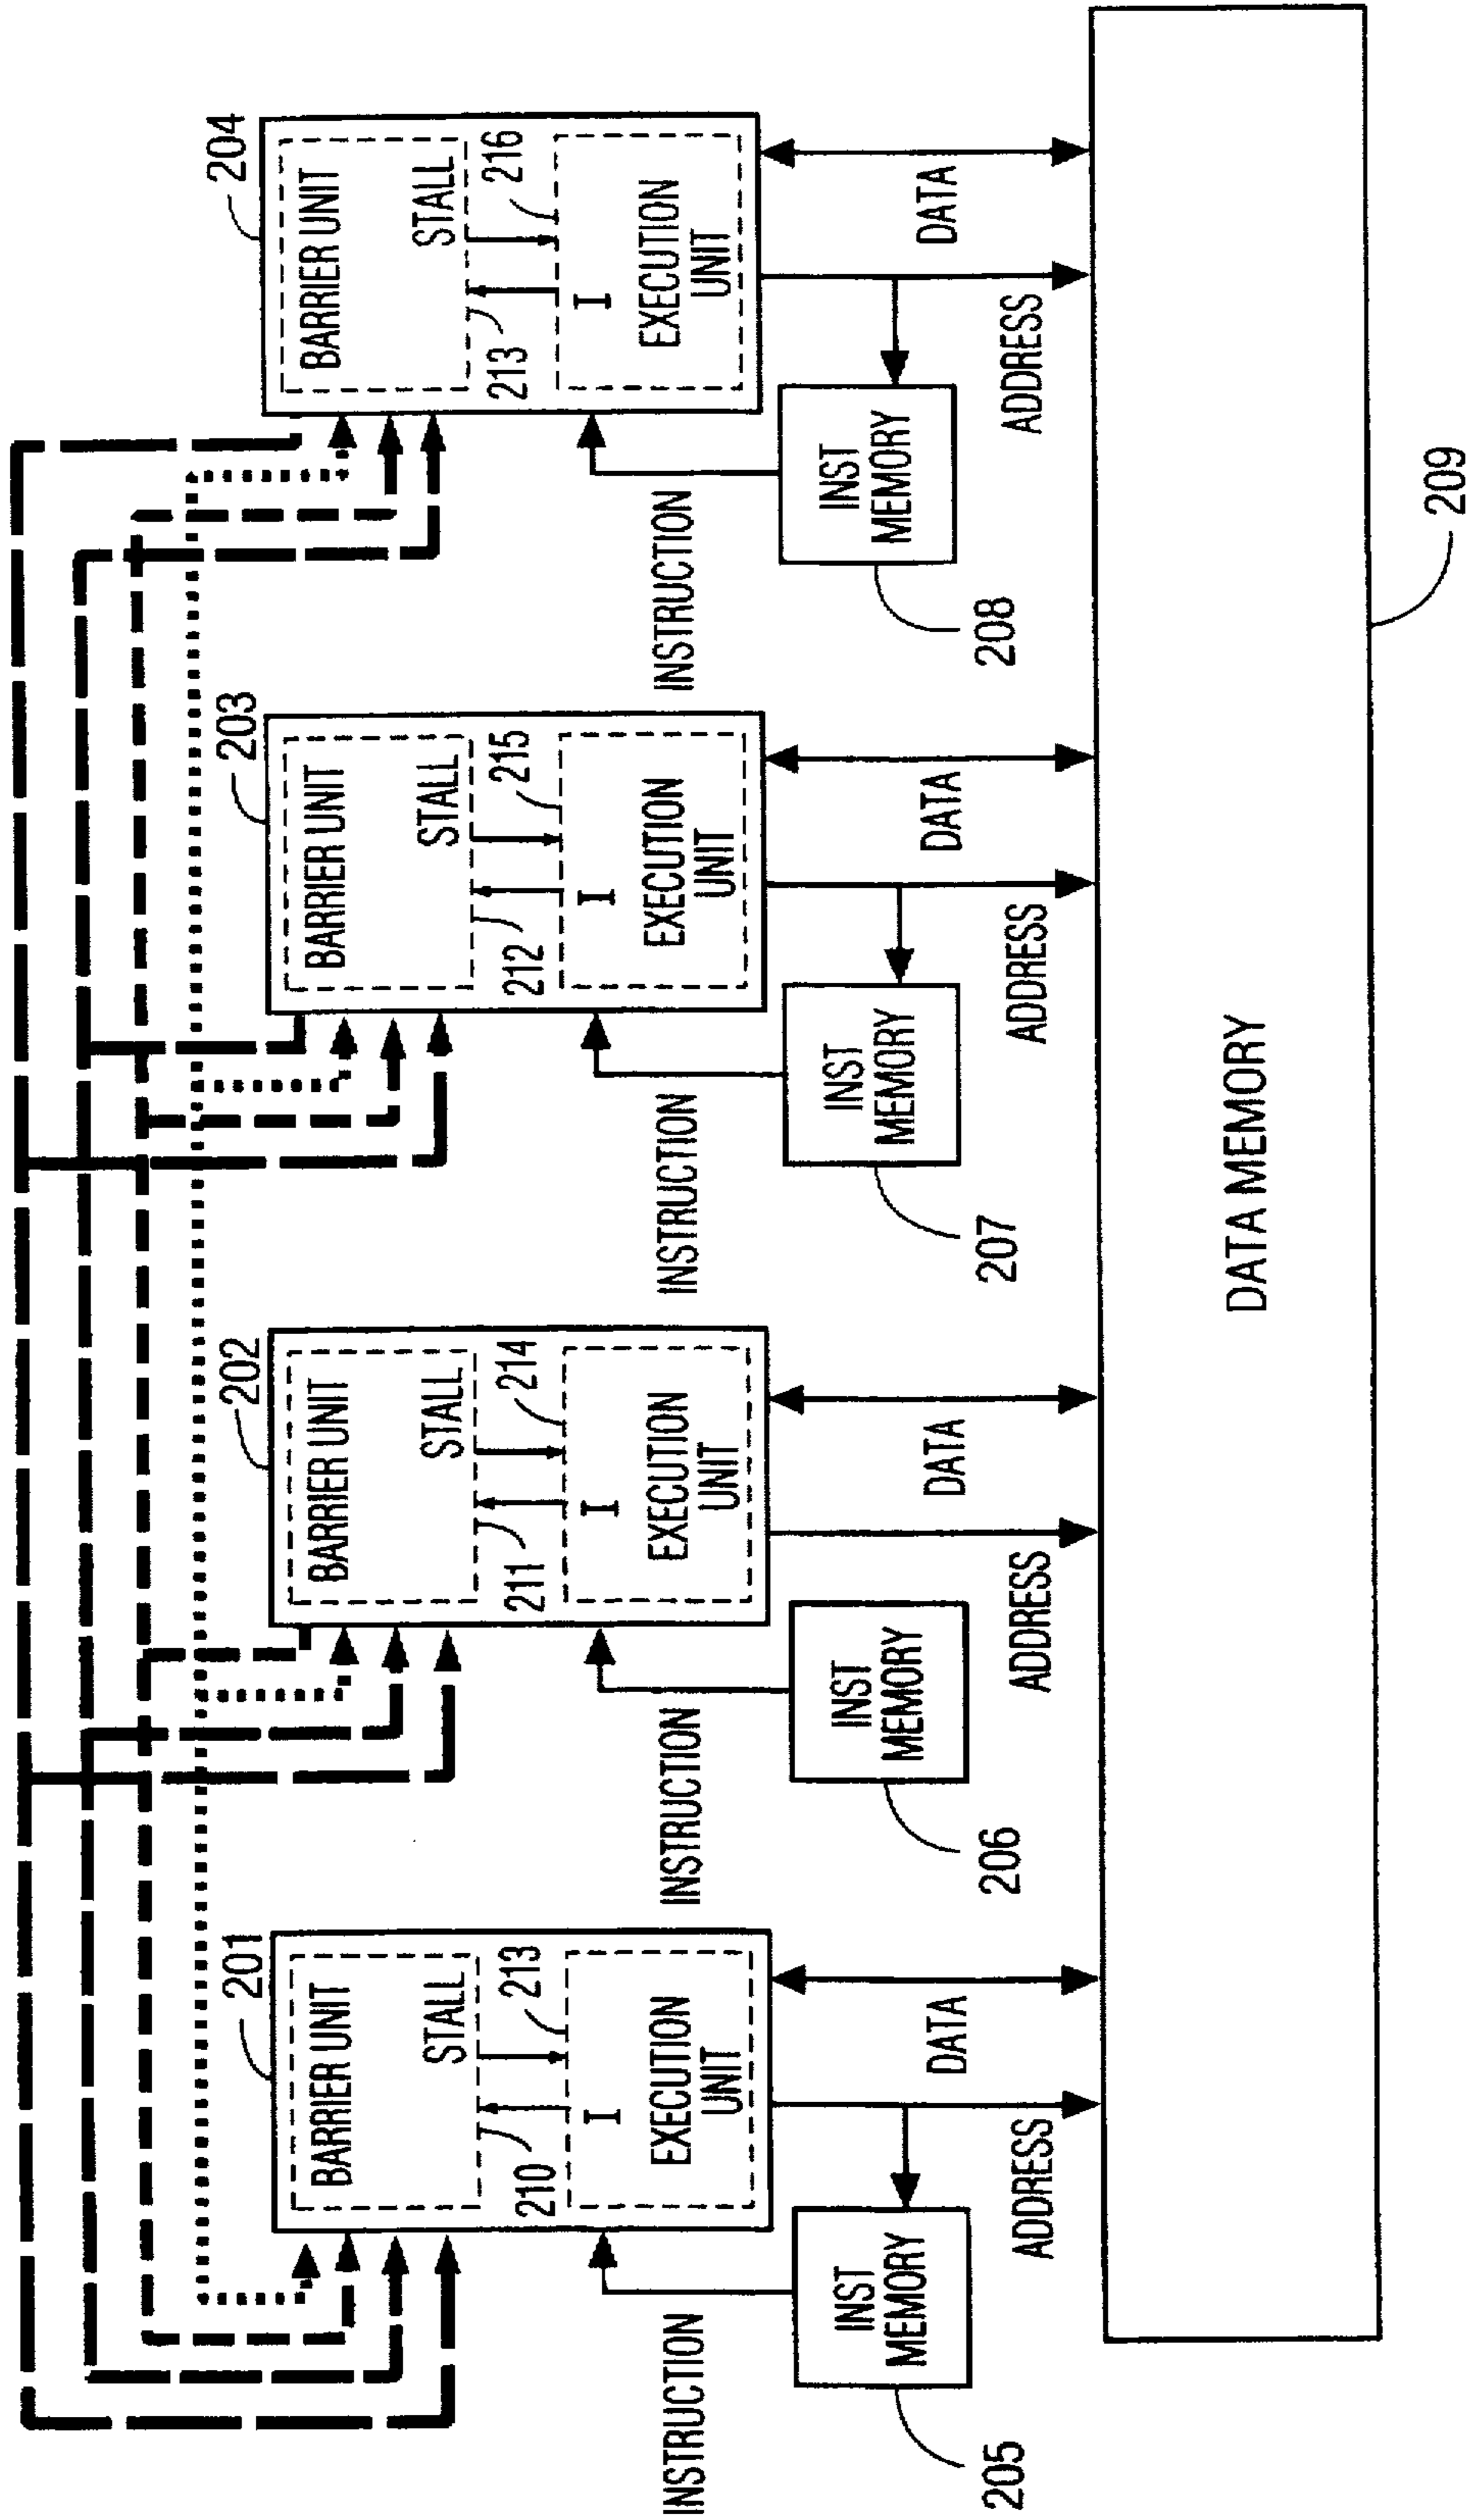 201
BARRIER UNIT
STALL
210
213
I
EXECUTION
UNIT
INSTRUCTION
INST
MEMORY
205
ADDRESS
DATA
202
BARRIER UNIT
STALL
211
214
I
EXECUTION
UNIT
INSTRUCTION
INST
MEMORY
206
ADDRESS
DATA
203
BARRIER UNIT
STALL
212
215
I
EXECUTION
UNIT
INSTRUCTION
INST
MEMORY
207
ADDRESS
DATA
204
BARRIER UNIT
STALL
213
216
I
EXECUTION
UNIT
INSTRUCTION
INST
MEMORY
208
ADDRESS
DATA
DATA MEMORY
209